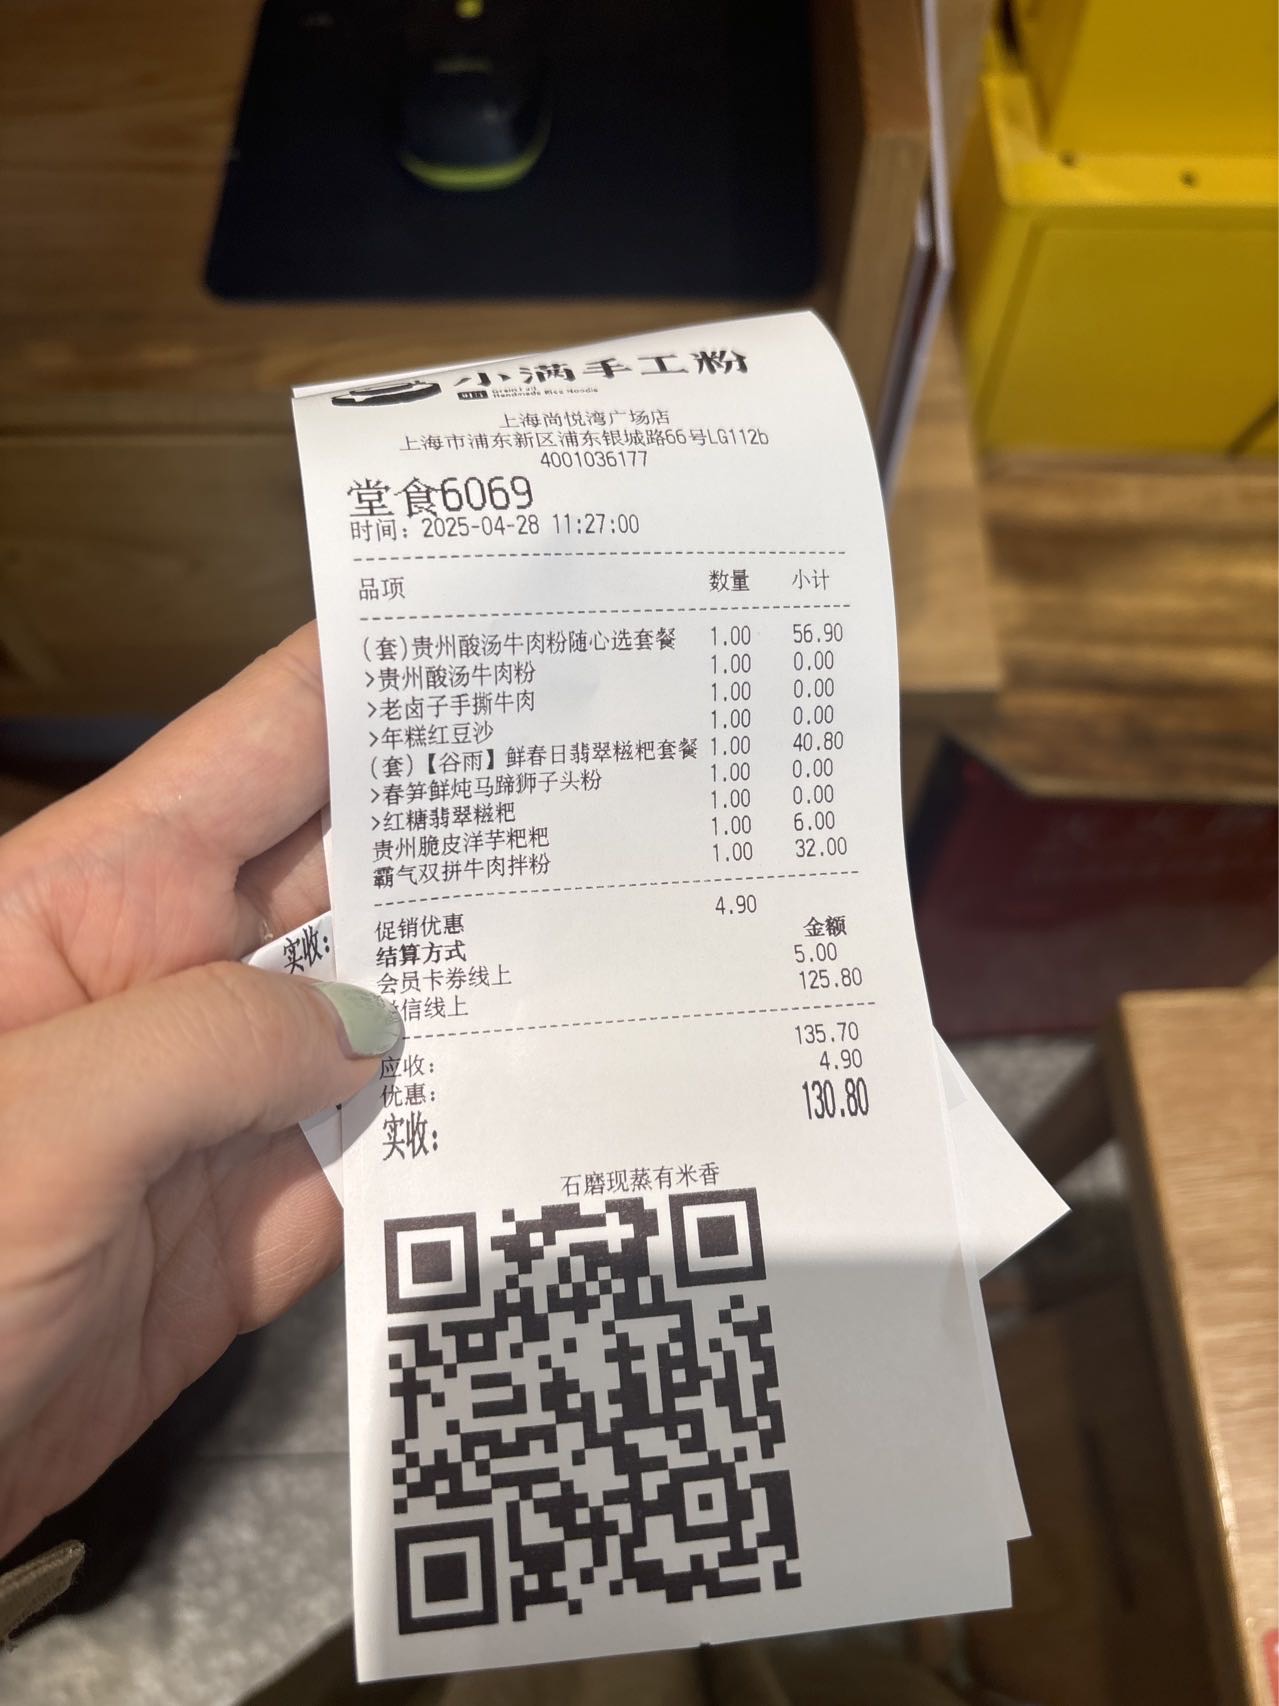 小满手工粉
Handmade Rice Noodle
上海尚悦湾广场店
上海市浦东新区浦东银城路66号LG112b
4001036177
堂食6069
时间：2025-04-28 11:27:00
品项 数量 小计
(套)贵州酸汤牛肉粉随心选套餐 1.00 56.90
>贵州酸汤牛肉粉 1.00 0.00
>老卤子手撕牛肉 1.00 0.00
>年糕红豆沙 1.00 0.00
(套)【谷雨】鲜春日翡翠糍粑套餐 1.00 40.80
>春笋鲜炖马蹄狮子头粉 1.00 0.00
>红糖翡翠糍粑 1.00 0.00
贵州脆皮洋芋粑粑 1.00 6.00
霸气双拼牛肉拌粉 1.00 32.00
促销优惠 4.90
结算方式 金额
会员卡券线上 5.00
信线上 125.80
应收： 135.70
优惠： 4.90
实收： 130.80
石磨现蒸有米香
实收：